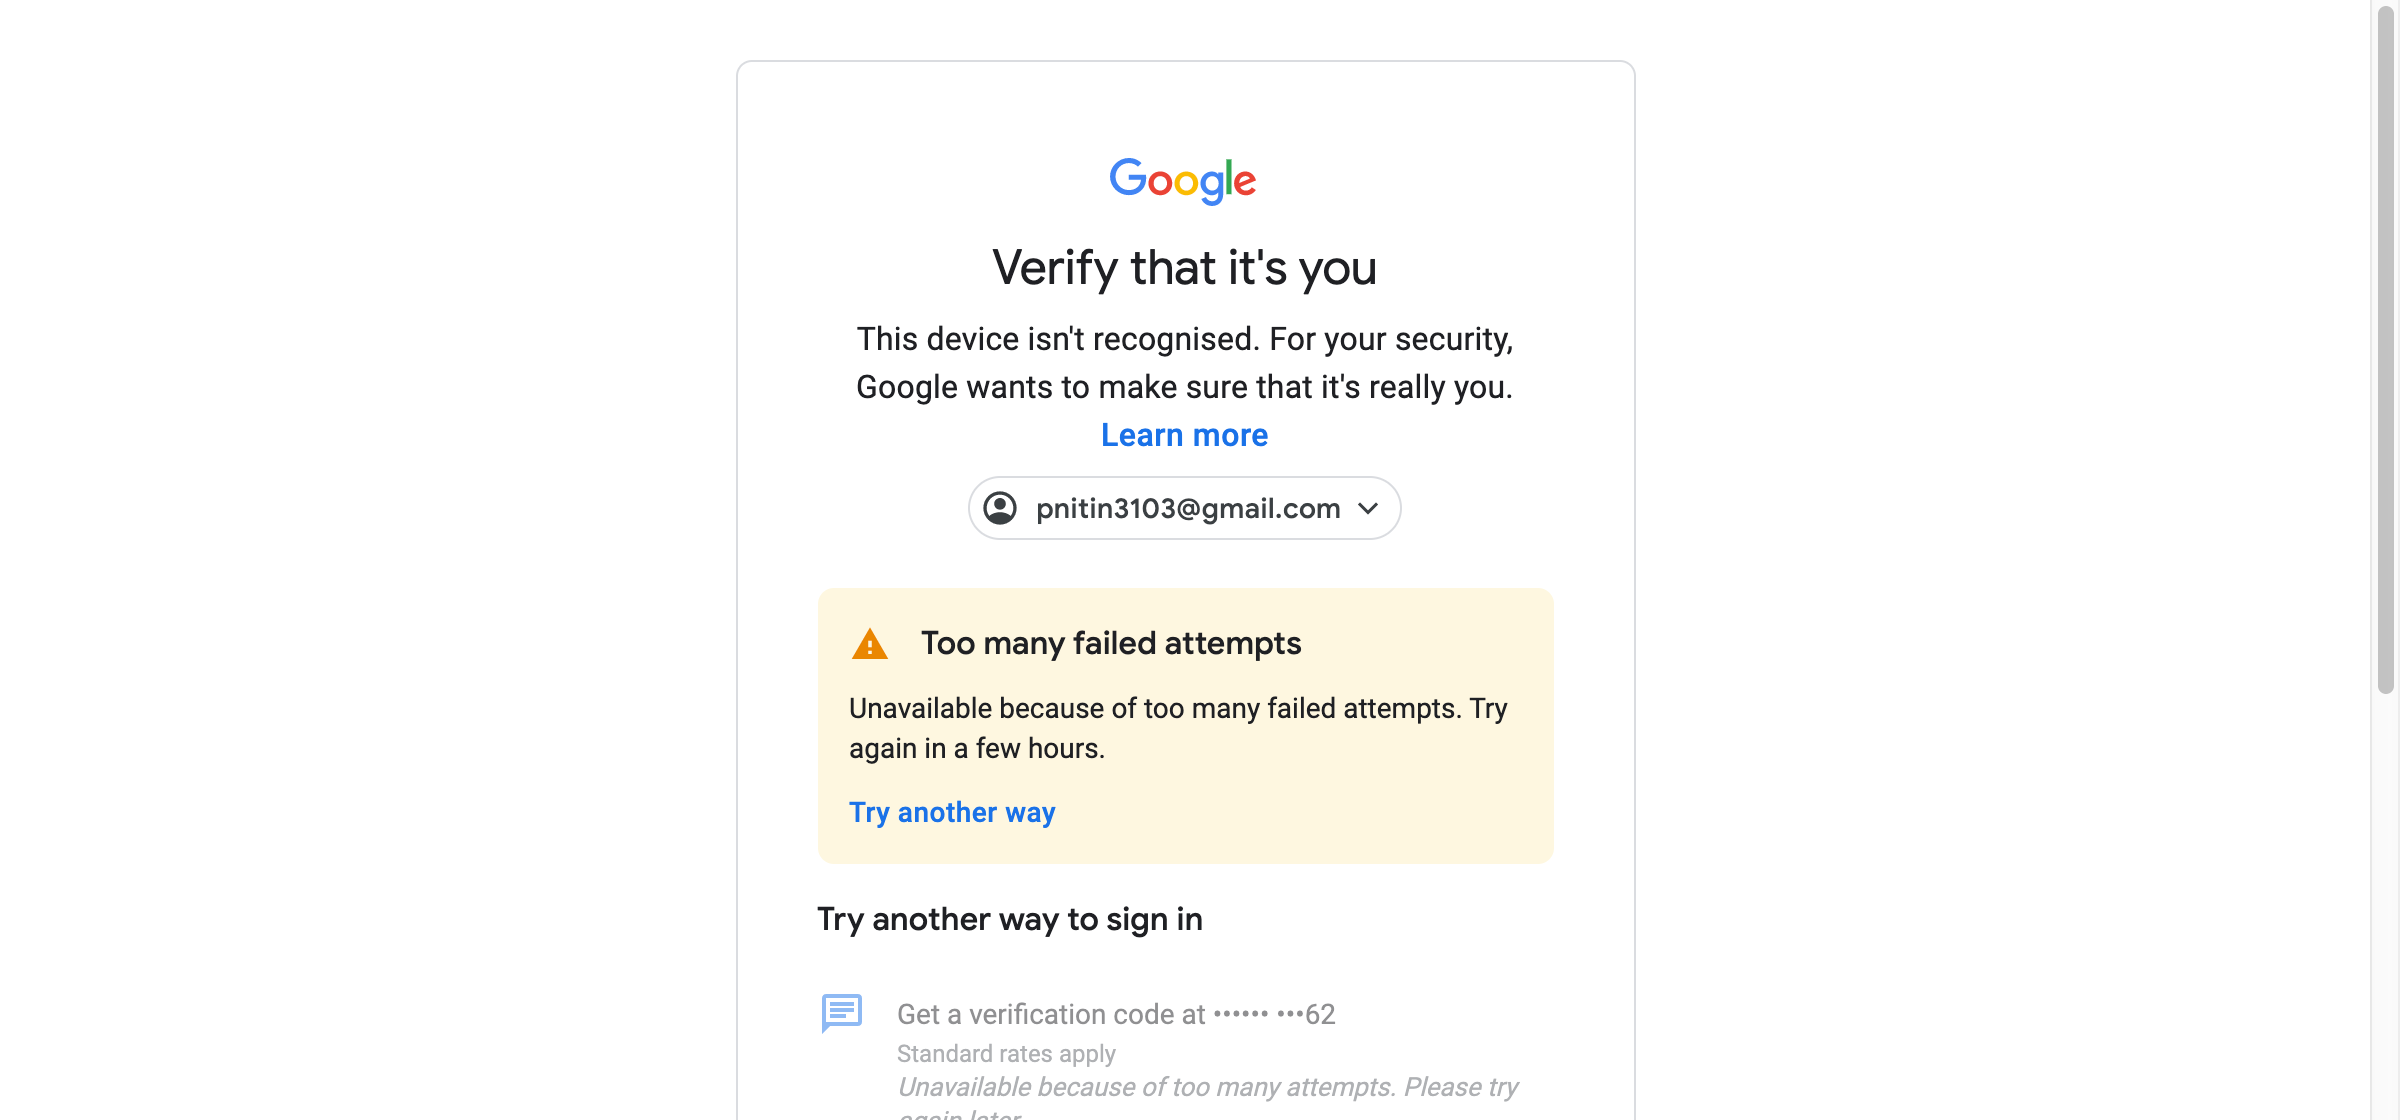 Google
Verify that it's you
This device isn't recognised. For your security,
Google wants to make sure that it's really you.
Learn more
pnitin3103@gmail.com
Too many failed attempts
Unavailable because of too many failed attempts. Try
again in a few hours.
Try another way
Try another way to sign in
Get a verification code at •••••• •••62
Standard rates apply
Unavailable because of too many attempts. Please try
again later